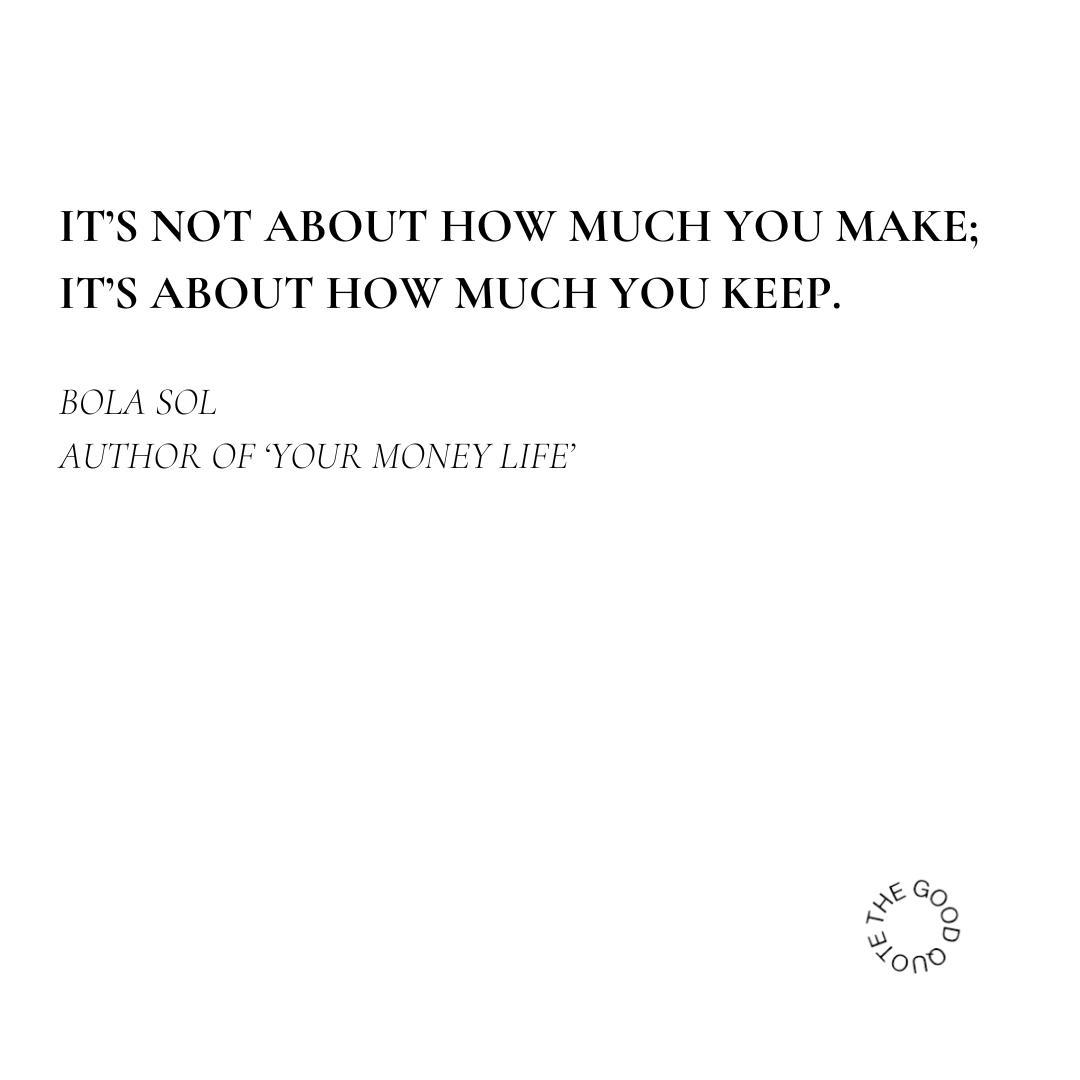 IT’S NOT ABOUT HOW MUCH YOU MAKE;
IT’S ABOUT HOW MUCH YOU KEEP.
BOLA SOL
AUTHOR OF ‘YOUR MONEY LIFE’
THE GOOD QUOTE